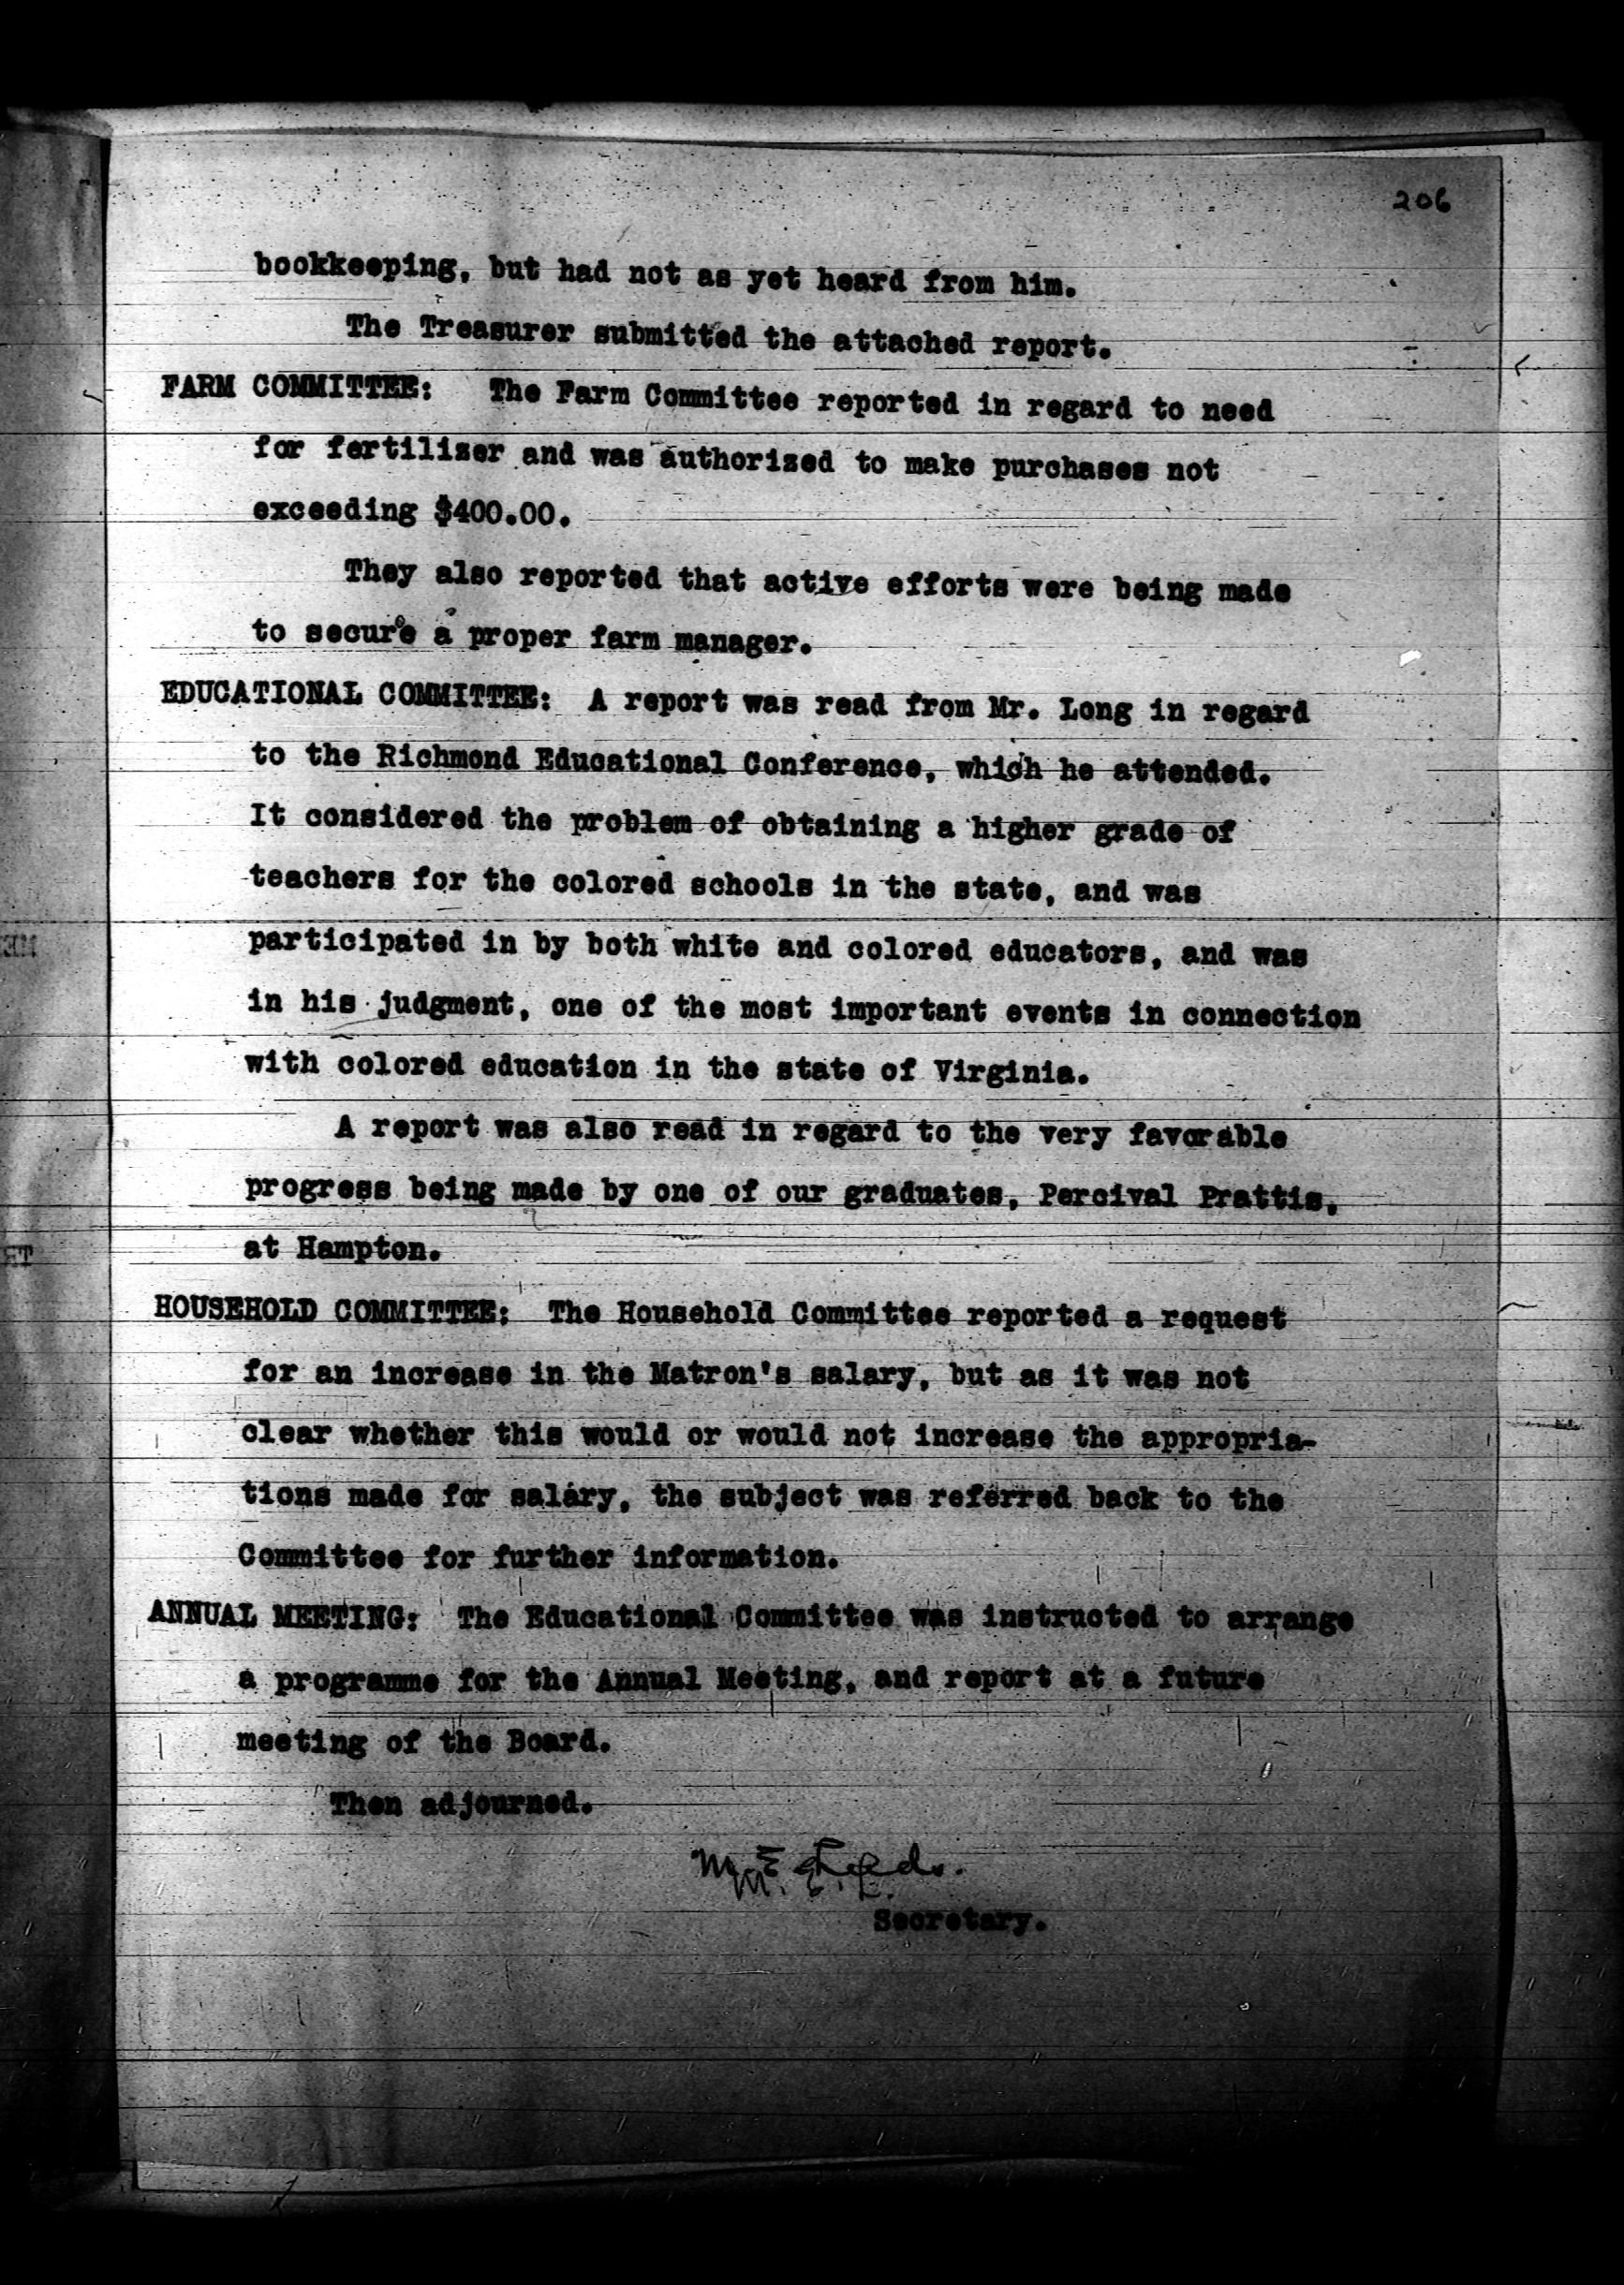 206
bookkeeping, but had not as yet heard from him.
The Treasurer submitted the attached report.
FARM COMMITTEE: The Farm Committee reported in regard to need
for fertilizer and was authorized to make purchases not
exceeding $400.00.
They also reported that active efforts were being made
to secure a proper farm manager.
EDUCATIONAL COMMITTEE: A report was read from Mr. Long in regard
to the Richmond Educational Conference, which he attended.
It considered the problem of obtaining a higher grade of
teachers for the colored schools in the state, and was
participated in by both white and colored educators, and was
in his judgment, one of the most important events in connection
with colored education in the state of Virginia.
A report was also read in regard to the very favorable
progress being made by one of our graduates, Percival Prattis,
at Hampton.
HOUSEHOLD COMMITTEE: The Household Committee reported a request
for an increase in the Matron's salary, but as it was not
clear whether this would or would not increase the appropria-
tions made for salary, the subject was referred back to the
Committee for further information.
ANNUAL MEETING: The Educational Committee was instructed to arrange
a programme for the Annual Meeting, and report at a future
meeting of the Board.
Then adjourned.
Secretary.